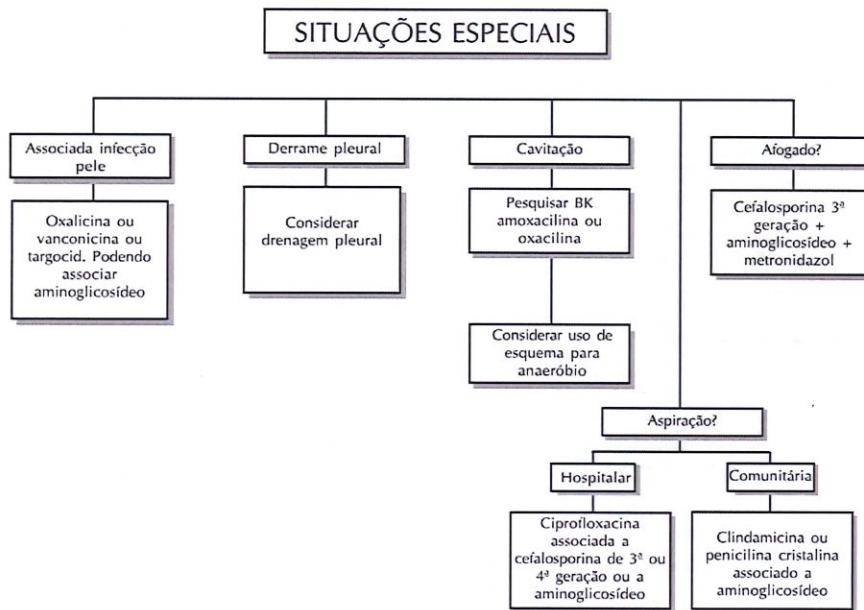 SITUAÇÕES ESPECIAIS
Associada infecção
pele
Oxalicina ou
vanconicina ou
targocid. Podendo
associar
aminoglicosídeo
Derrame pleural
Considerar
drenagem pleural
Cavitação
Pesquisar BK
amoxacilina ou
oxacilina
Considerar uso de
esquema para
anaeróbio
Afogado?
Cefalosporina 3ª
geração +
aminoglicosídeo +
metronidazol
Aspiração?
Hospitalar
Ciprofloxacina
associada a
cefalosporina de 3ª ou
4ª geração ou a
aminoglicosídeo
Comunitária
Clindamicina ou
penicilina cristalina
associado a
aminoglicosídeo